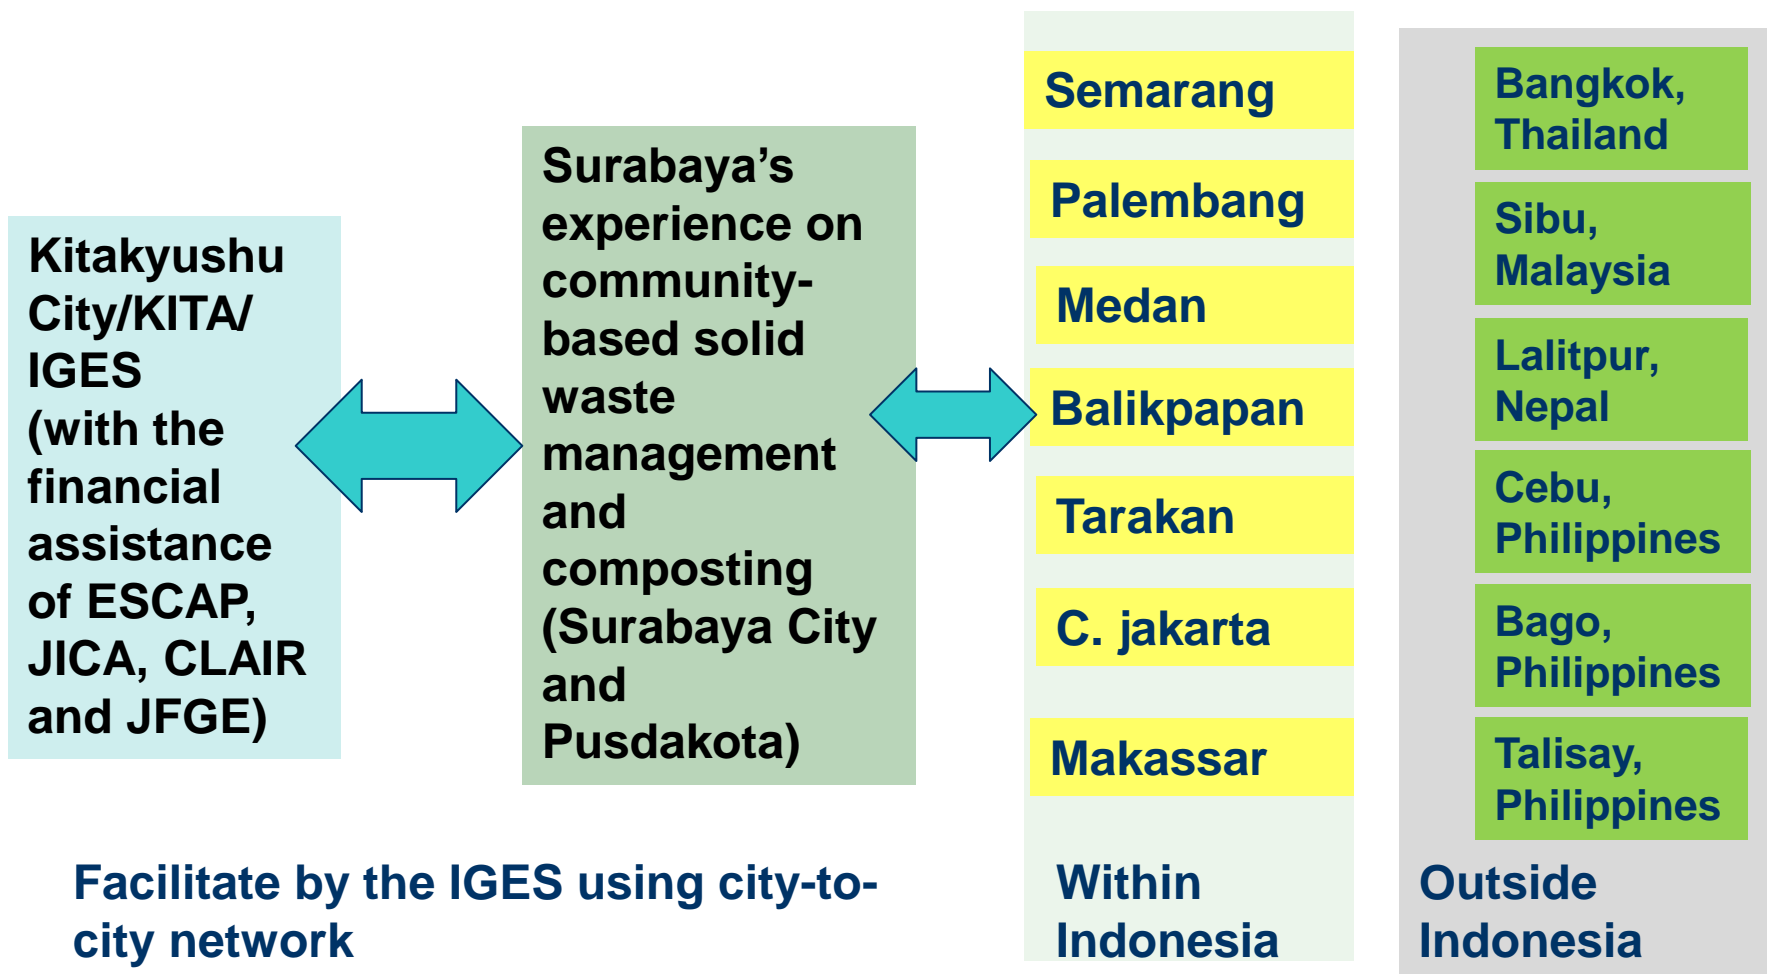 Kitakyushu
City/KITA/
IGES
(with the
financial
assistance
of ESCAP,
JICA, CLAIR
and JFGE)
Surabaya’s
experience on
community-
based solid
waste
management
and
composting
(Surabaya City
and
Pusdakota)
Semarang
Palembang
Medan
Balikpapan
Tarakan
C. jakarta
Makassar
Within
Indonesia
Bangkok,
Thailand
Sibu,
Malaysia
Lalitpur,
Nepal
Cebu,
Philippines
Bago,
Philippines
Talisay,
Philippines
Outside
Indonesia
Facilitate by the IGES using city-to-
city network